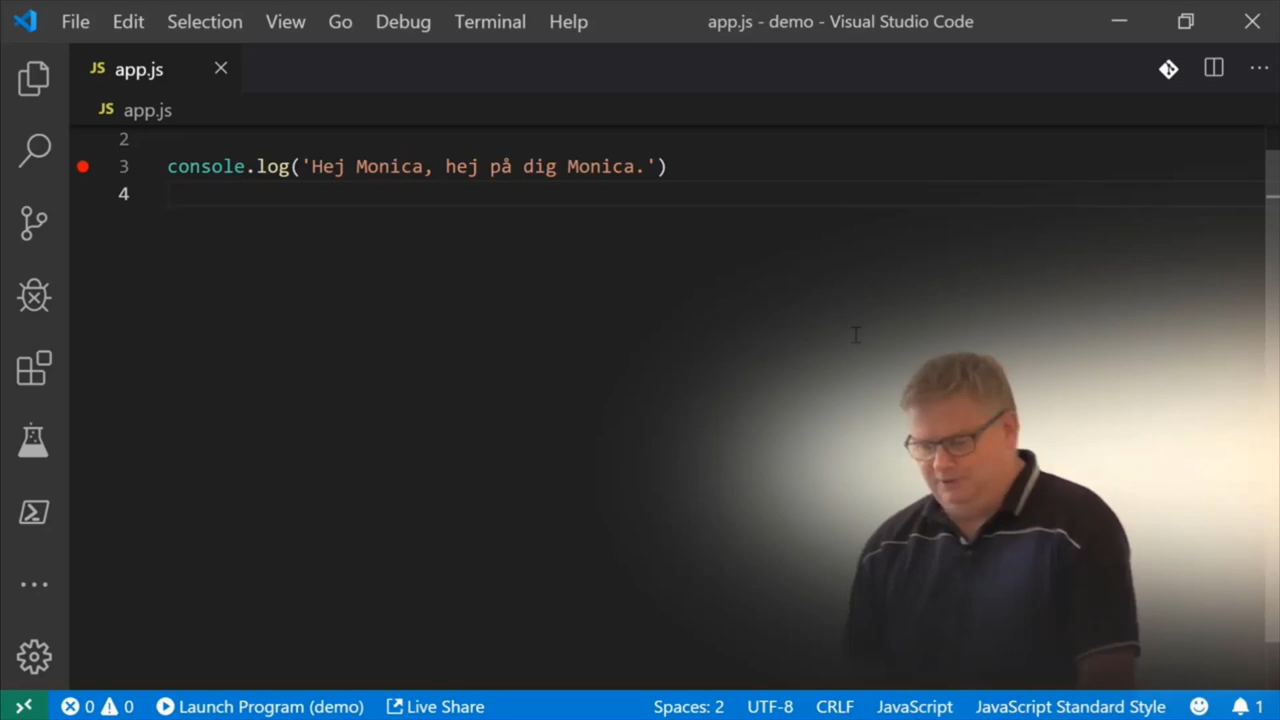 File Edit Selection View Go Debug Terminal Help app.js - demo - Visual Studio Code
JS app.js
JS app.js
2
3 console.log('Hej Monica, hej på dig Monica.')
4
0 0 Launch Program (demo) Live Share Spaces: 2 UTF-8 CRLF JavaScript JavaScript Standard Style 1